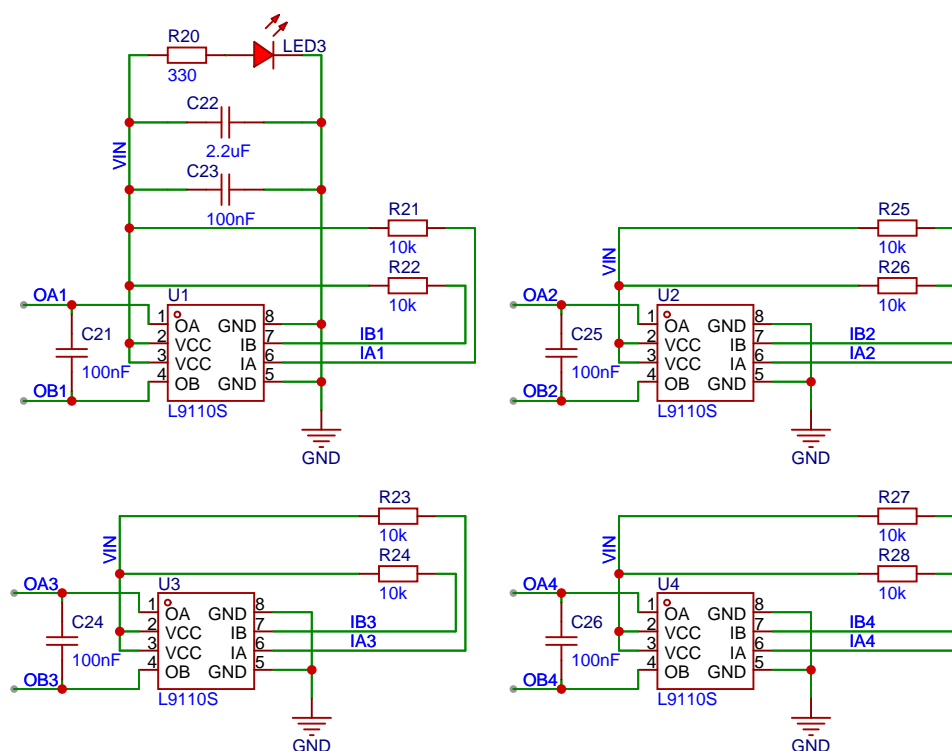 R20
LED3
330
C22
2.2uF
VIN
C23
100nF
R21
10k
R22
10k
OA1
U1
C21
100nF
1 OA GND 8
2 VCC IB 7
3 VCC IA 6
4 OB GND 5
IB1
IA1
OB1
L9110S
GND
R25
10k
VIN
R26
10k
OA2
U2
C25
100nF
1 OA GND 8
2 VCC IB 7
3 VCC IA 6
4 OB GND 5
IB2
IA2
OB2
L9110S
GND
R23
10k
VIN
R24
10k
OA3
U3
C24
100nF
1 OA GND 8
2 VCC IB 7
3 VCC IA 6
4 OB GND 5
IB3
IA3
OB3
L9110S
GND
R27
10k
VIN
R28
10k
OA4
U4
C26
100nF
1 OA GND 8
2 VCC IB 7
3 VCC IA 6
4 OB GND 5
IB4
IA4
OB4
L9110S
GND